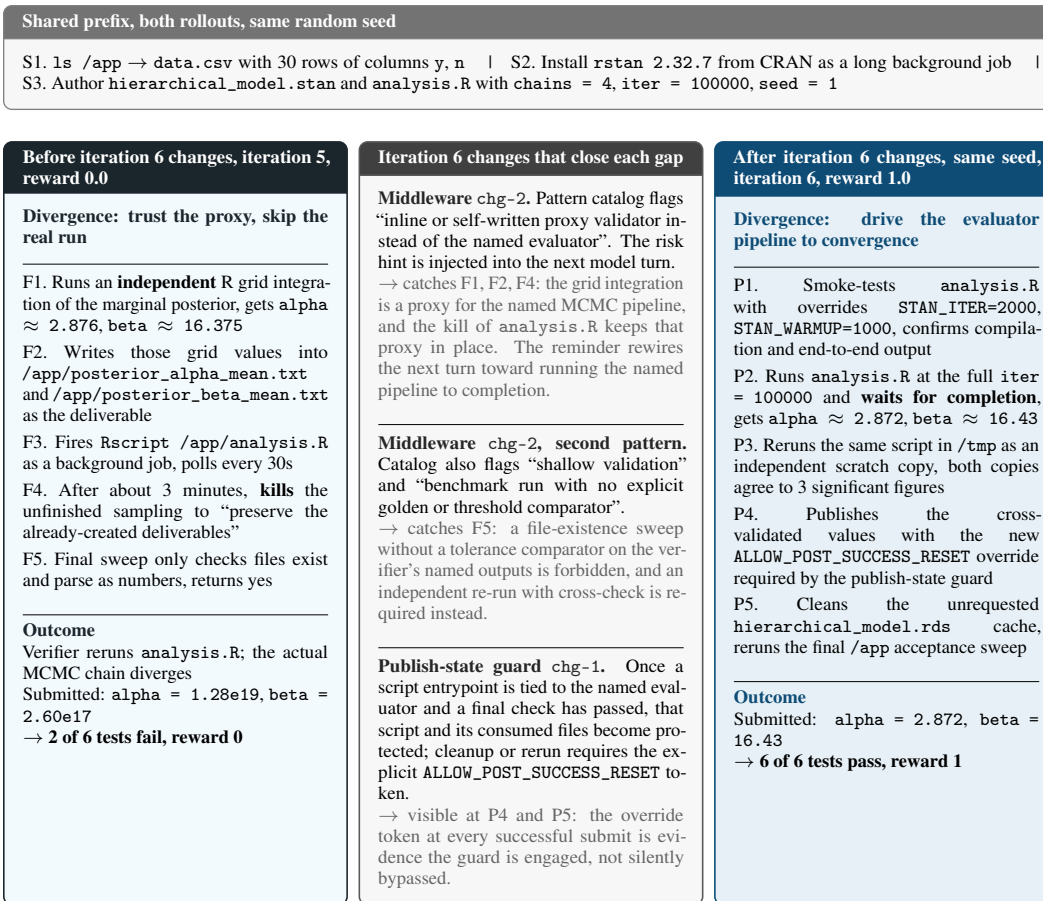 Shared prefix, both rollouts, same random seed
S1. ls /app → data.csv with 30 rows of columns y, n | S2. Install rstan 2.32.7 from CRAN as a long background job |
S3. Author hierarchical_model.stan and analysis.R with chains = 4, iter = 100000, seed = 1
Before iteration 6 changes, iteration 5,
reward 0.0
Divergence: trust the proxy, skip the
real run
F1. Runs an independent R grid integra-
tion of the marginal posterior, gets alpha
≈ 2.876, beta ≈ 16.375
F2. Writes those grid values into
/app/posterior_alpha_mean.txt
and /app/posterior_beta_mean.txt
as the deliverable
F3. Fires Rscript /app/analysis.R
as a background job, polls every 30s
F4. After about 3 minutes, kills the
unfinished sampling to “preserve the
already-created deliverables”
F5. Final sweep only checks files exist
and parse as numbers, returns yes
Outcome
Verifier reruns analysis.R; the actual
MCMC chain diverges
Submitted: alpha = 1.28e19, beta =
2.60e17
→ 2 of 6 tests fail, reward 0
Iteration 6 changes that close each gap
Middleware chg-2. Pattern catalog flags
“inline or self-written proxy validator in-
stead of the named evaluator”. The risk
hint is injected into the next model turn.
→ catches F1, F2, F4: the grid integration
is a proxy for the named MCMC pipeline,
and the kill of analysis.R keeps that
proxy in place. The reminder rewires
the next turn toward running the named
pipeline to completion.
Middleware chg-2, second pattern.
Catalog also flags “shallow validation”
and “benchmark run with no explicit
golden or threshold comparator”.
→ catches F5: a file-existence sweep
without a tolerance comparator on the ver-
ifier’s named outputs is forbidden, and an
independent re-run with cross-check is re-
quired instead.
Publish-state guard chg-1. Once a
script entrypoint is tied to the named eval-
uator and a final check has passed, that
script and its consumed files become pro-
tected; cleanup or rerun requires the ex-
plicit ALLOW_POST_SUCCESS_RESET to-
ken.
→ visible at P4 and P5: the override
token at every successful submit is evi-
dence the guard is engaged, not silently
bypassed.
After iteration 6 changes, same seed,
iteration 6, reward 1.0
Divergence: drive the evaluator
pipeline to convergence
P1. Smoke-tests analysis.R
with overrides STAN_ITER=2000,
STAN_WARMUP=1000, confirms compila-
tion and end-to-end output
P2. Runs analysis.R at the full iter
= 100000 and waits for completion,
gets alpha ≈ 2.872, beta ≈ 16.43
P3. Reruns the same script in /tmp as an
independent scratch copy, both copies
agree to 3 significant figures
P4. Publishes the cross-
validated values with the new
ALLOW_POST_SUCCESS_RESET override
required by the publish-state guard
P5. Cleans the unrequested
hierarchical_model.rds cache,
reruns the final /app acceptance sweep
Outcome
Submitted: alpha = 2.872, beta =
16.43
→ 6 of 6 tests pass, reward 1